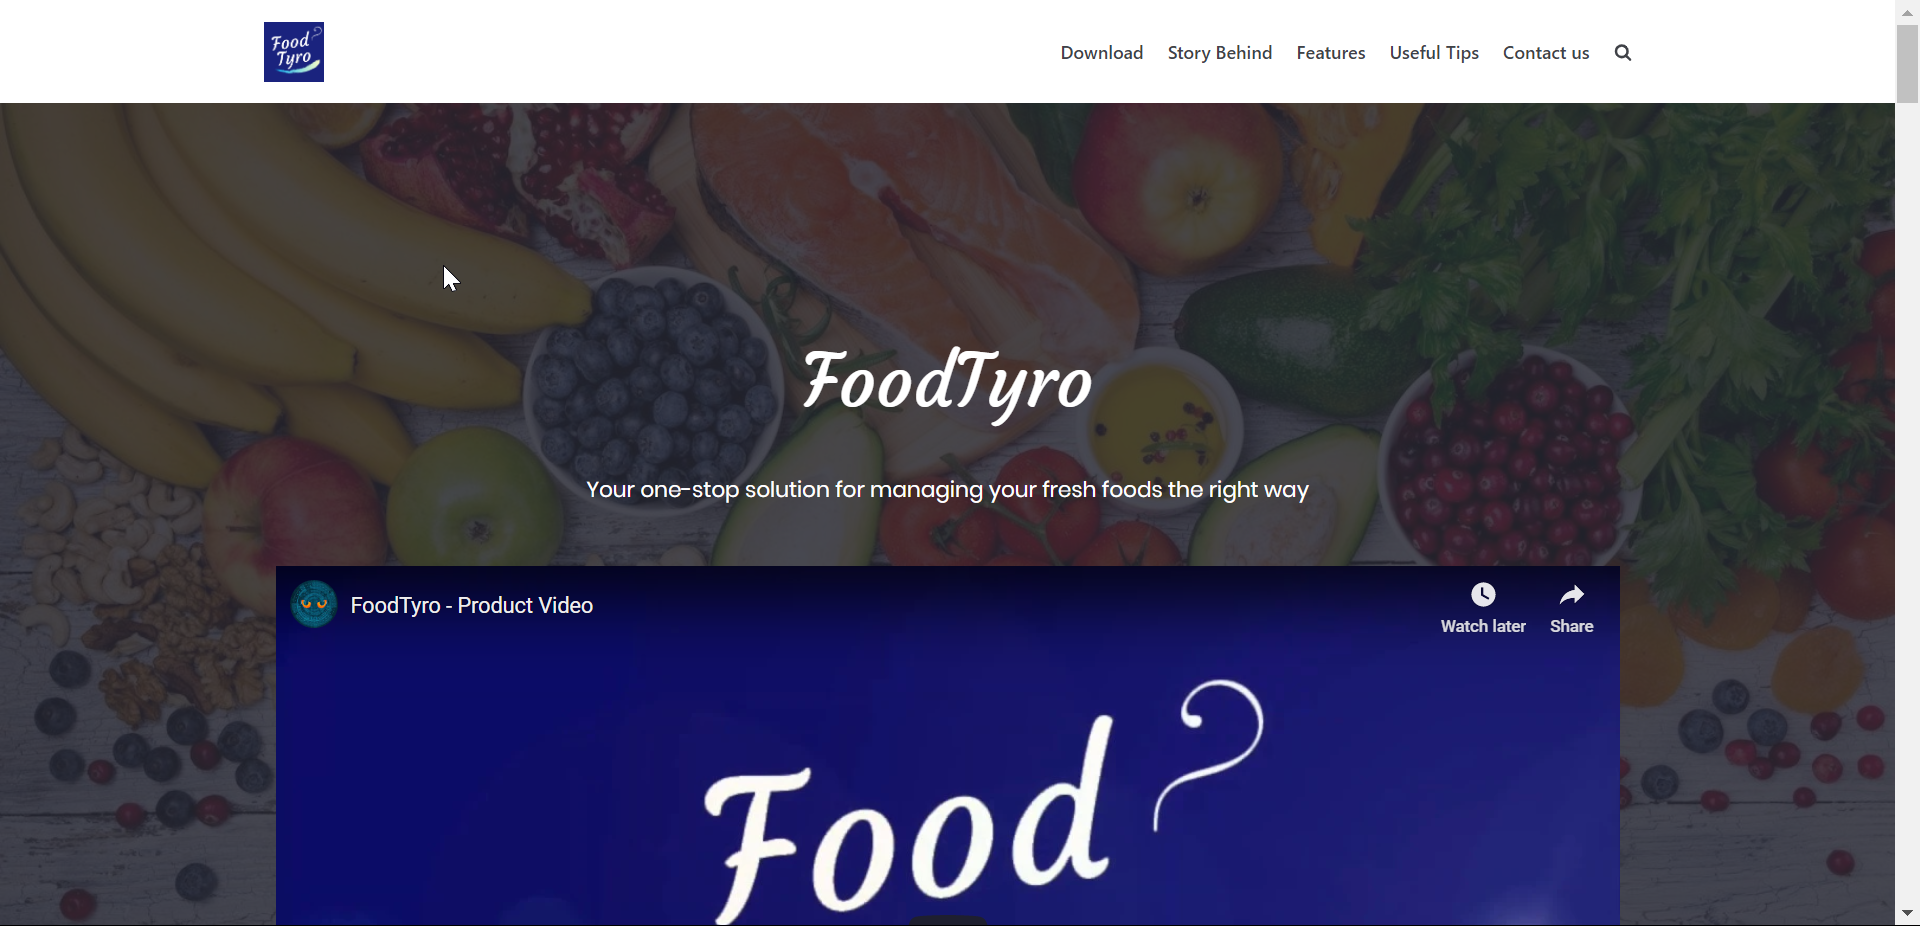 Food
Tyro
Download Story Behind Features Useful Tips Contact us
FoodTyro
Your one-stop solution for managing your fresh foods the right way
FoodTyro - Product Video
Watch later Share
Food